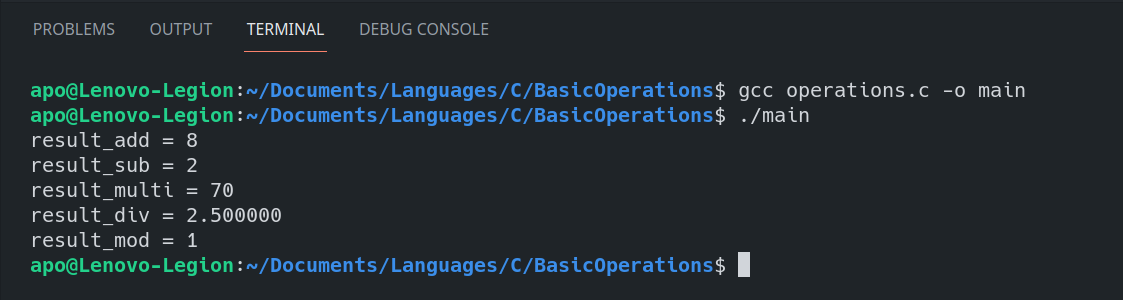 PROBLEMS OUTPUT TERMINAL DEBUG CONSOLE
apo@Lenovo-Legion:~/Documents/Languages/C/BasicOperations$ gcc operations.c -o main
apo@Lenovo-Legion:~/Documents/Languages/C/BasicOperations$ ./main
result_add = 8
result_sub = 2
result_multi = 70
result_div = 2.500000
result_mod = 1
apo@Lenovo-Legion:~/Documents/Languages/C/BasicOperations$